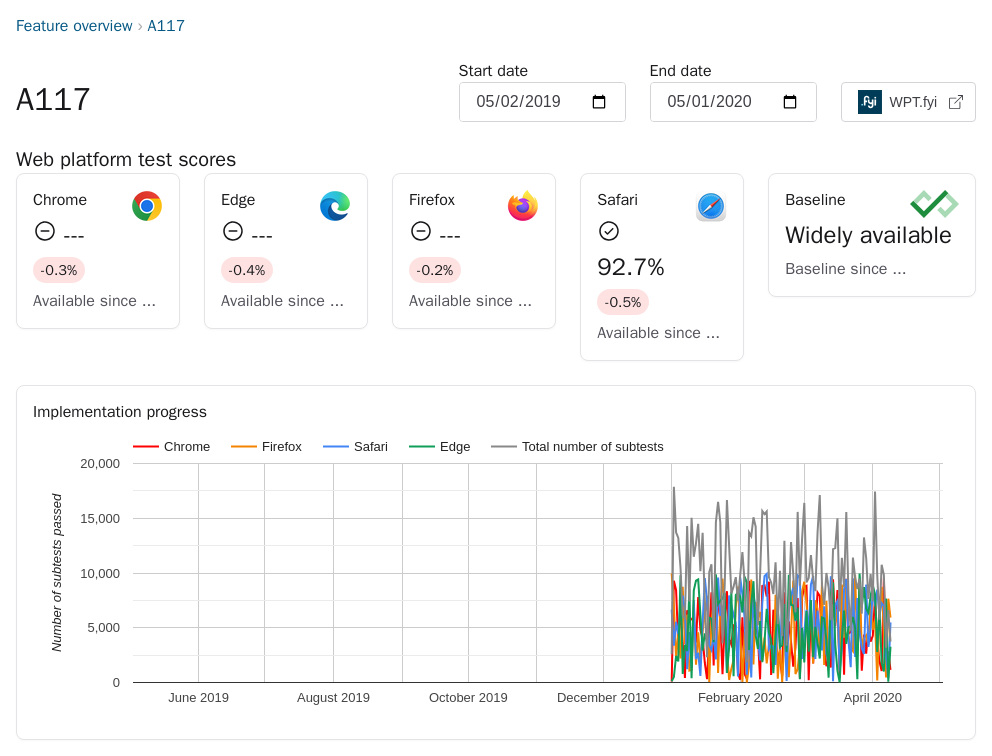 Feature overview › A117
A117
Start date
05/02/2019
End date
05/01/2020
.fyi
WPT.fyi
Web platform test scores
Chrome
---
-0.3%
Available since ...
Edge
---
-0.4%
Available since ...
Firefox
---
-0.2%
Available since ...
Safari
92.7%
-0.5%
Available since ...
Baseline
Widely available
Baseline since ...
Implementation progress
Chrome Firefox Safari Edge Total number of subtests
Number of subtests passed
20,000
15,000
10,000
5,000
0
June 2019 August 2019 October 2019 December 2019 February 2020 April 2020